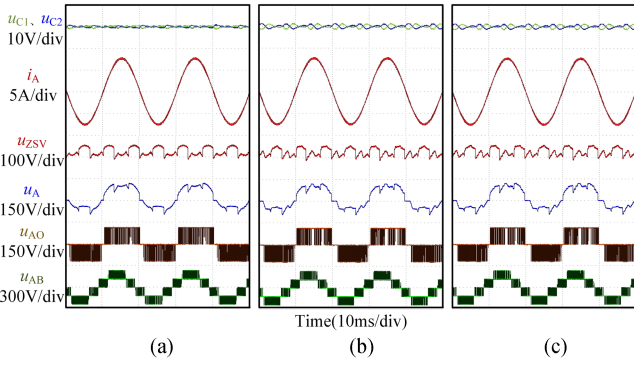 uC1、uC2
10V/div
iA
5A/div
uZSV
100V/div
uA
150V/div
uAO
150V/div
uAB
300V/div
Time(10ms/div)
(a) (b) (c)